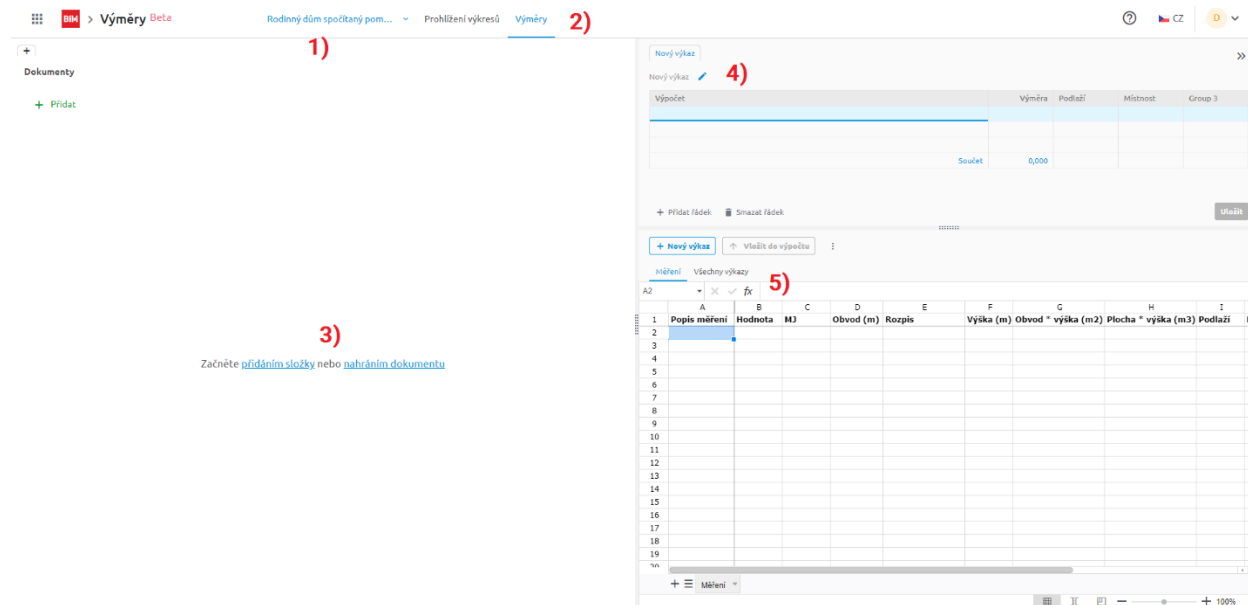 BIM > Výměry Beta Rodinný dům spočítaný pom... Prohlížení výkresů Výměry 2) CZ D
1)
+
Dokumenty
+ Přidat
3)
Začněte přidáním složky nebo nahráním dokumentu
Nový výkaz
Nový výkaz 4)
Výpočet Výměra Podlaží Místnost Group 3
Součet 0,000
+ Přidat řádek Smazat řádek Uložit
+ Nový výkaz Vložit do výpočtu
Měření Všechny výkazy 5)
A2 fx
A B C D E F G H I
1 Popis měření Hodnota MJ Obvod (m) Rozpis Výška (m) Obvod * výška (m2) Plocha * výška (m3) Podlaží
2
3
4
5
6
7
8
9
10
11
12
13
14
15
16
17
18
19
20
+ Měření
100%